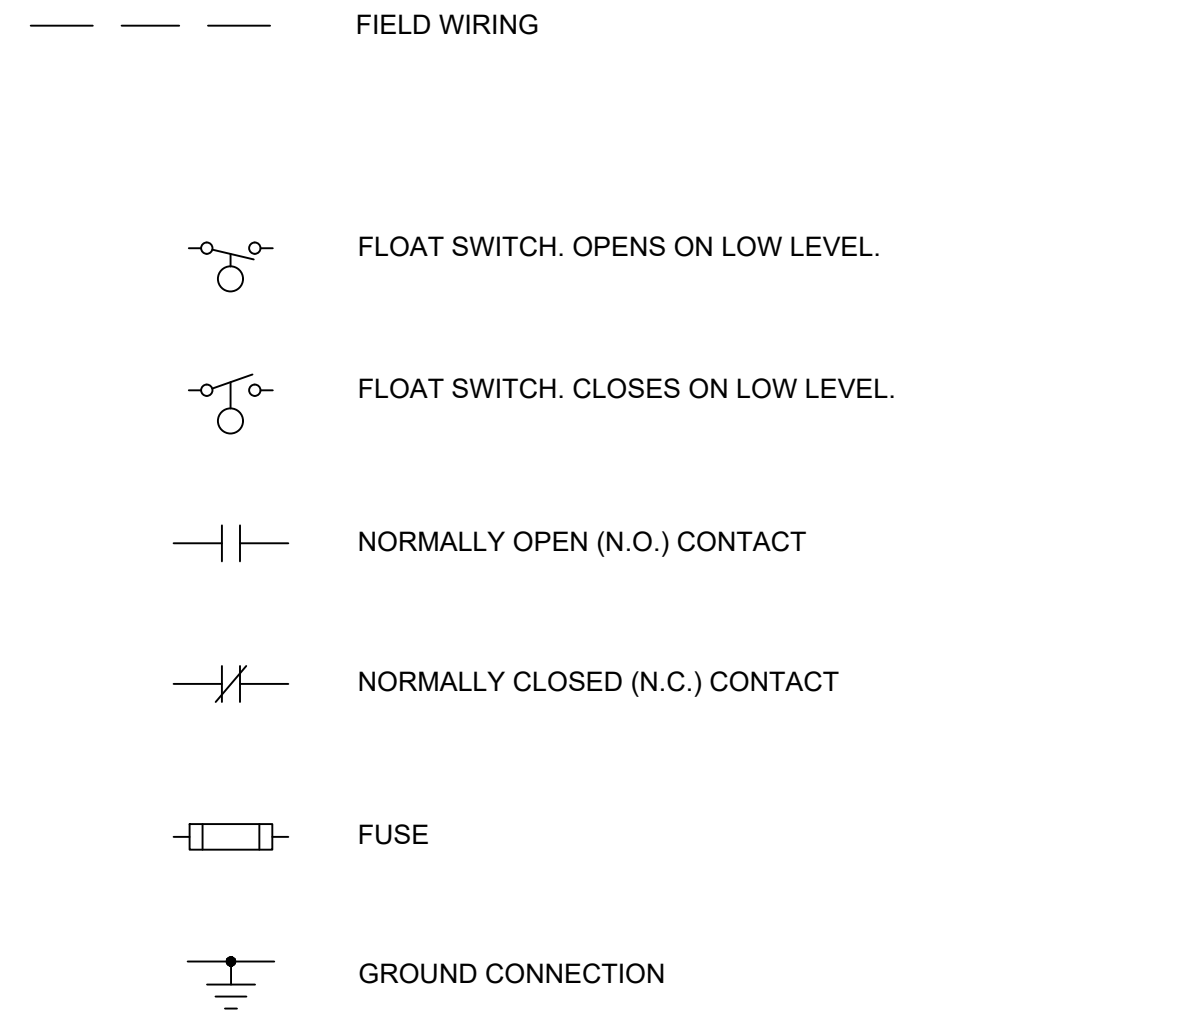 FIELD WIRING
FLOAT SWITCH. OPENS ON LOW LEVEL.
FLOAT SWITCH. CLOSES ON LOW LEVEL.
NORMALLY OPEN (N.O.) CONTACT
NORMALLY CLOSED (N.C.) CONTACT
FUSE
GROUND CONNECTION